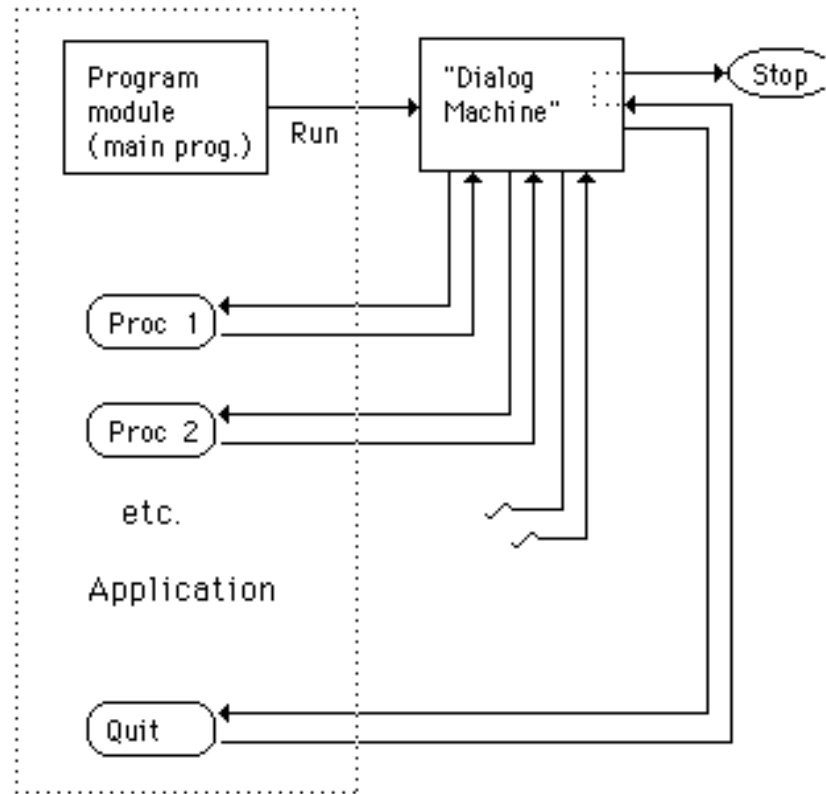 Program
module
(main prog.)
Run
"Dialog
Machine"
Stop
Proc 1
Proc 2
etc.
Application
Quit